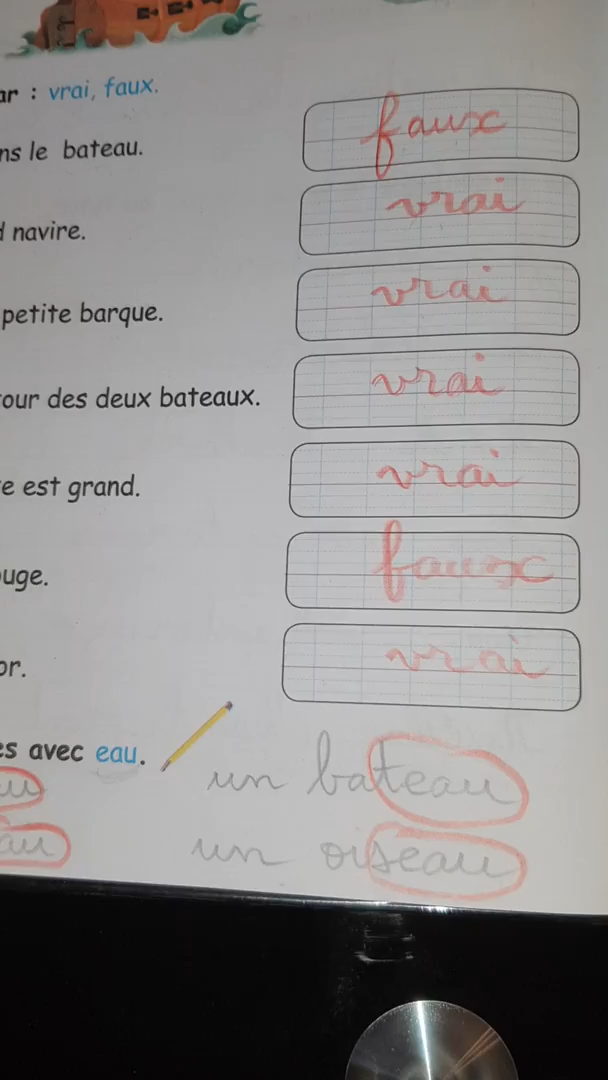 ar : vrai, faux.
ns le bateau. faux
navire. vrai
petite barque. vrai
our des deux bateaux. vrai
e est grand. vrai
uge. faux
or. vrai
es avec eau.
un bateau
au un oiseau